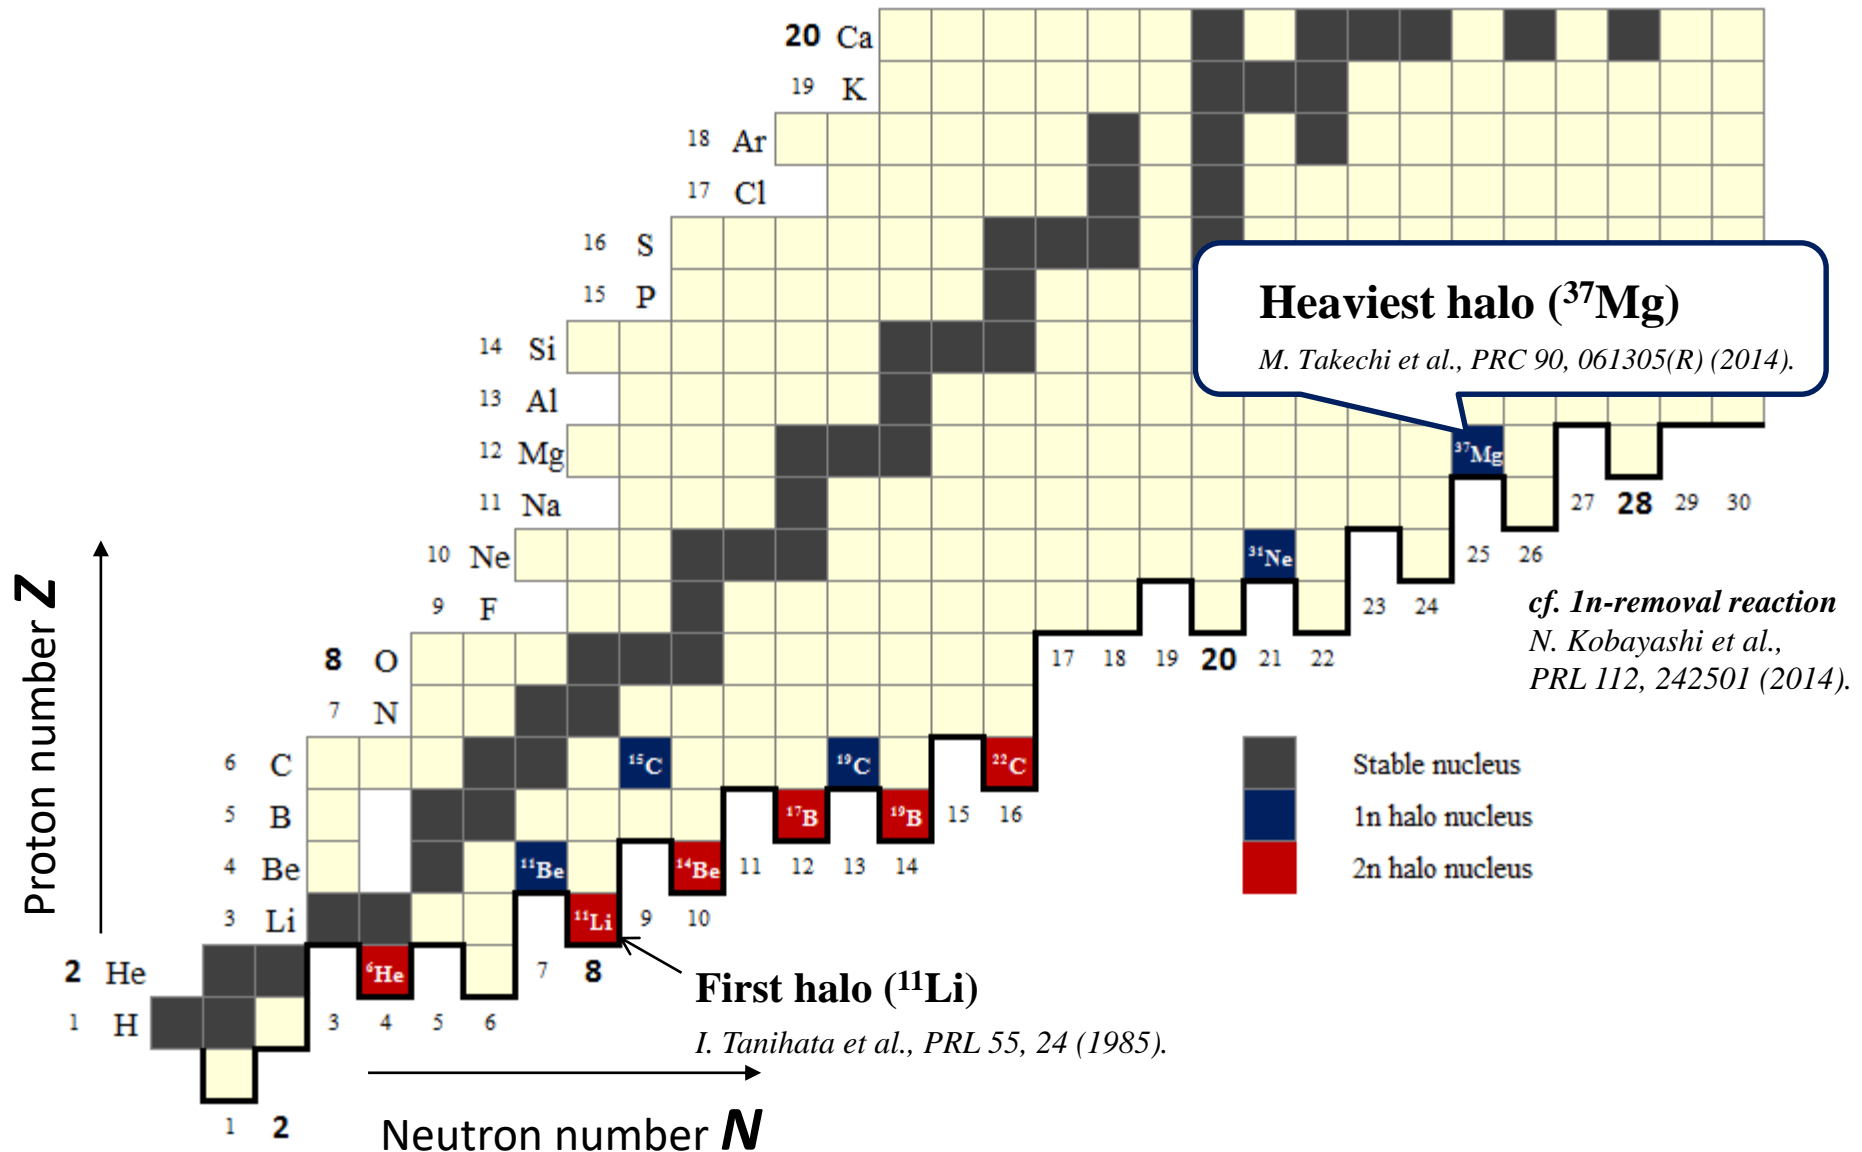 20 Ca
19 K
18 Ar
17 Cl
16 S
15 P
Heaviest halo (³⁷Mg)
M. Takechi et al., PRC 90, 061305(R) (2014).
14 Si
13 Al
12 Mg
³⁷Mg
11 Na
27 28 29 30
10 Ne
³¹Ne
25 26
9 F
23 24
cf. 1n-removal reaction
N. Kobayashi et al.,
PRL 112, 242501 (2014).
8 O
17 18 19 20 21 22
7 N
6 C
¹⁵C ¹⁹C ²²C
Stable nucleus
5 B
¹⁷B ¹⁹B 15 16
1n halo nucleus
4 Be
¹¹Be ¹⁴Be 11 12 13 14
2n halo nucleus
3 Li
¹¹Li 9 10
2 He
⁶He 7 8
First halo (¹¹Li)
I. Tanihata et al., PRL 55, 24 (1985).
1 H
3 4 5 6
1 2
Neutron number N
Proton number Z